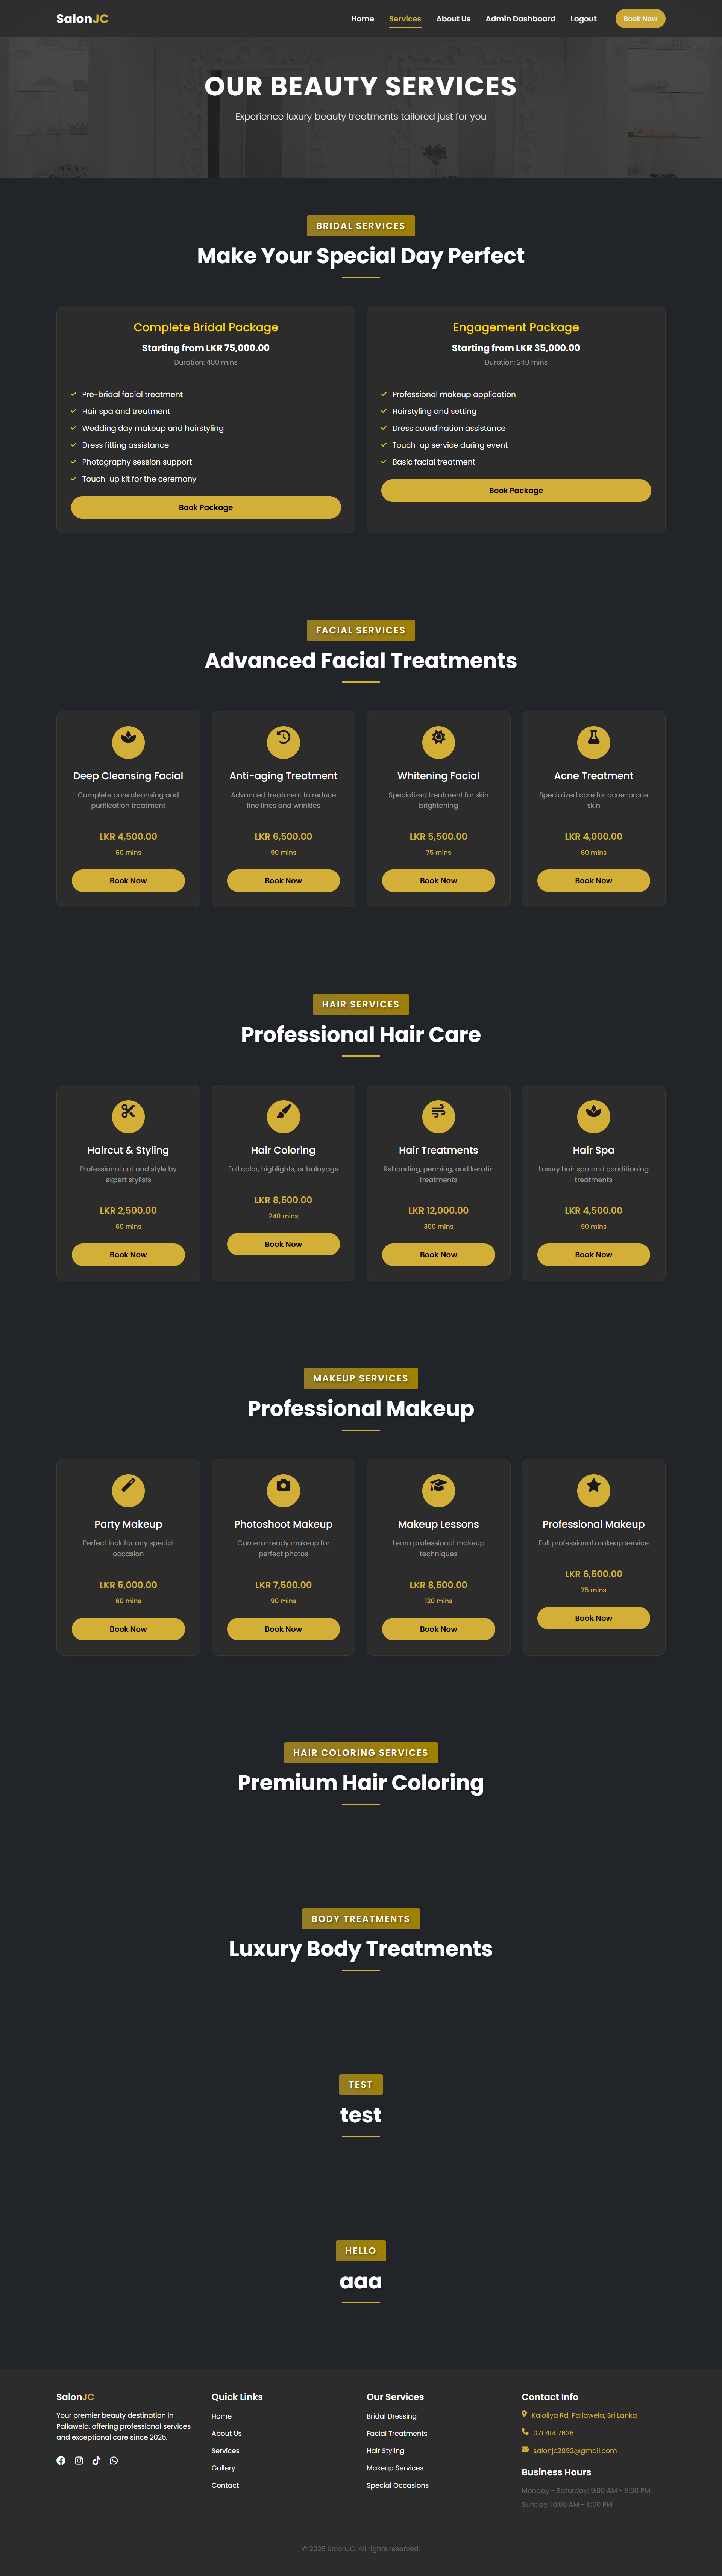 SalonJC
Home Services About Us Admin Dashboard Logout Book Now
OUR BEAUTY SERVICES
Experience luxury beauty treatments tailored just for you
BRIDAL SERVICES
Make Your Special Day Perfect
Complete Bridal Package
Starting from LKR 75,000.00
Duration: 480 mins
Pre-bridal facial treatment
Hair spa and treatment
Wedding day makeup and hairstyling
Dress fitting assistance
Photography session support
Touch-up kit for the ceremony
Book Package
Engagement Package
Starting from LKR 35,000.00
Duration: 240 mins
Professional makeup application
Hairstyling and setting
Dress coordination assistance
Touch-up service during event
Basic facial treatment
Book Package
FACIAL SERVICES
Advanced Facial Treatments
Deep Cleansing Facial
Complete pore cleansing and
purification treatment
LKR 4,500.00
60 mins
Book Now
Anti-aging Treatment
Advanced treatment to reduce
fine lines and wrinkles
LKR 6,500.00
90 mins
Book Now
Whitening Facial
Specialized treatment for skin
brightening
LKR 5,500.00
75 mins
Book Now
Acne Treatment
Specialized care for acne-prone
skin
LKR 4,000.00
60 mins
Book Now
HAIR SERVICES
Professional Hair Care
Haircut & Styling
Professional cut and style by
expert stylists
LKR 2,500.00
60 mins
Book Now
Hair Coloring
Full color, highlights, or balayage
LKR 8,500.00
240 mins
Book Now
Hair Treatments
Rebonding, perming, and keratin
treatments
LKR 12,000.00
300 mins
Book Now
Hair Spa
Luxury hair spa and conditioning
treatments
LKR 4,500.00
90 mins
Book Now
MAKEUP SERVICES
Professional Makeup
Party Makeup
Perfect look for any special
occasion
LKR 5,000.00
60 mins
Book Now
Photoshoot Makeup
Camera-ready makeup for
perfect photos
LKR 7,500.00
90 mins
Book Now
Makeup Lessons
Learn professional makeup
techniques
LKR 8,500.00
120 mins
Book Now
Professional Makeup
Full professional makeup service
LKR 6,500.00
75 mins
Book Now
HAIR COLORING SERVICES
Premium Hair Coloring
BODY TREATMENTS
Luxury Body Treatments
TEST
test
HELLO
aaa
SalonJC
Your premier beauty destination in
Pallawela, offering professional services
and exceptional care since 2025.
Quick Links
Home
About Us
Services
Gallery
Contact
Our Services
Bridal Dressing
Facial Treatments
Hair Styling
Makeup Services
Special Occasions
Contact Info
Kaloliya Rd, Pallawela, Sri Lanka
071 414 7628
salonjc2092@gmail.com
Business Hours
Monday - Saturday: 9:00 AM - 8:00 PM
Sunday: 10:00 AM - 6:00 PM
© 2025 SalonJC. All rights reserved.